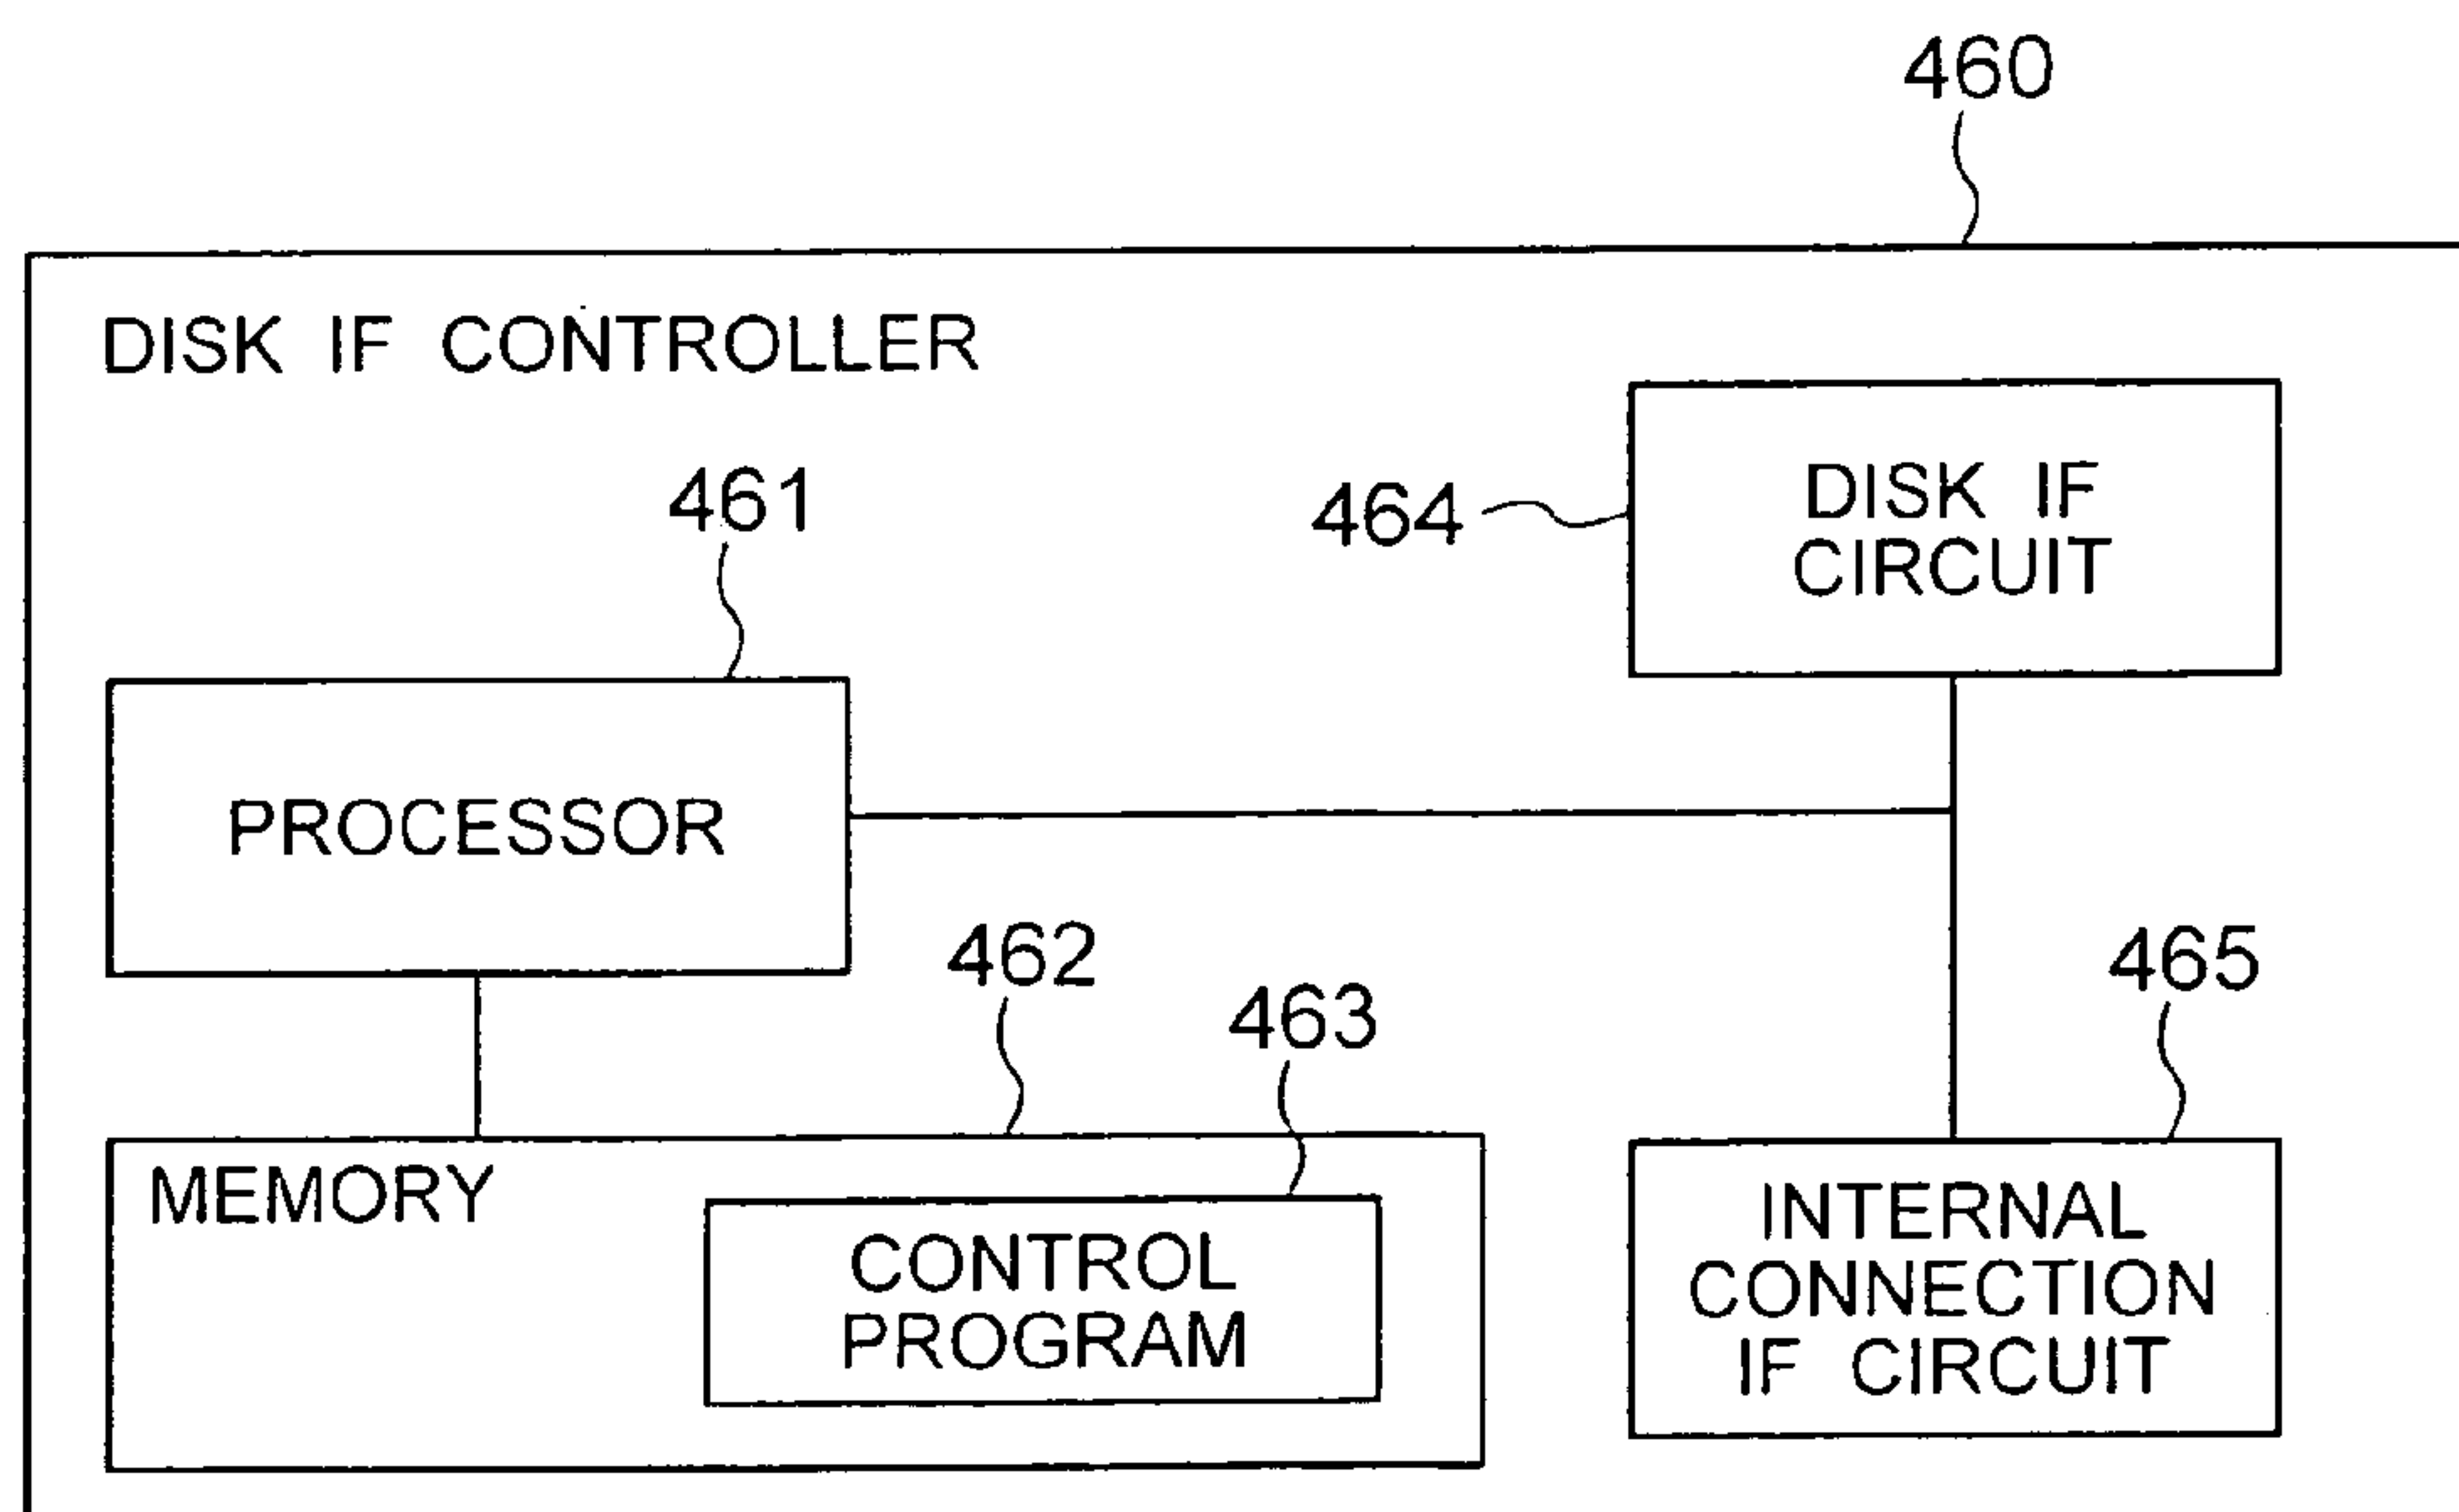 460
DISK IF CONTROLLER
461
464
DISK IF
CIRCUIT
PROCESSOR
462
463
465
MEMORY
CONTROL
PROGRAM
INTERNAL
CONNECTION
IF CIRCUIT